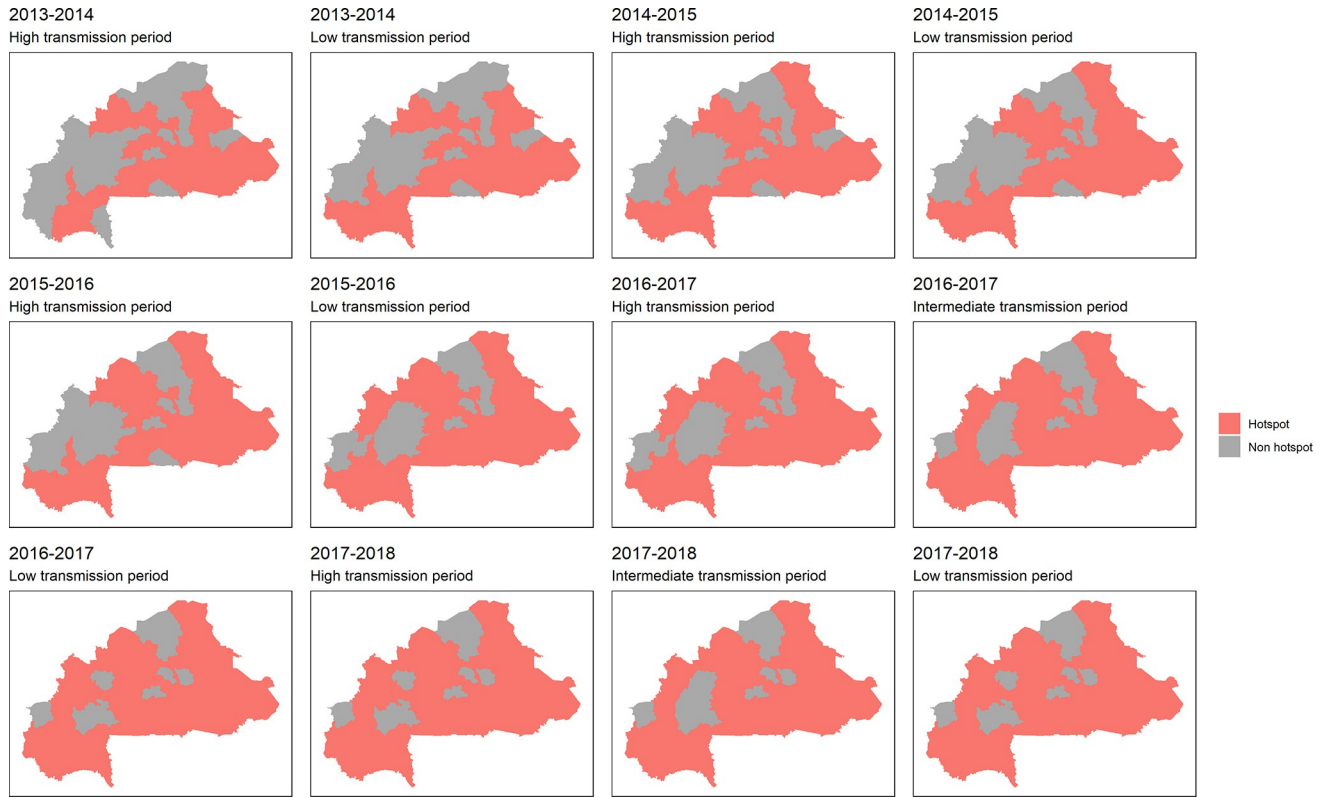 2013-2014
High transmission period
2013-2014
Low transmission period
2014-2015
High transmission period
2014-2015
Low transmission period
2015-2016
High transmission period
2015-2016
Low transmission period
2016-2017
High transmission period
2016-2017
Intermediate transmission period
Hotspot
Non hotspot
2016-2017
Low transmission period
2017-2018
High transmission period
2017-2018
Intermediate transmission period
2017-2018
Low transmission period